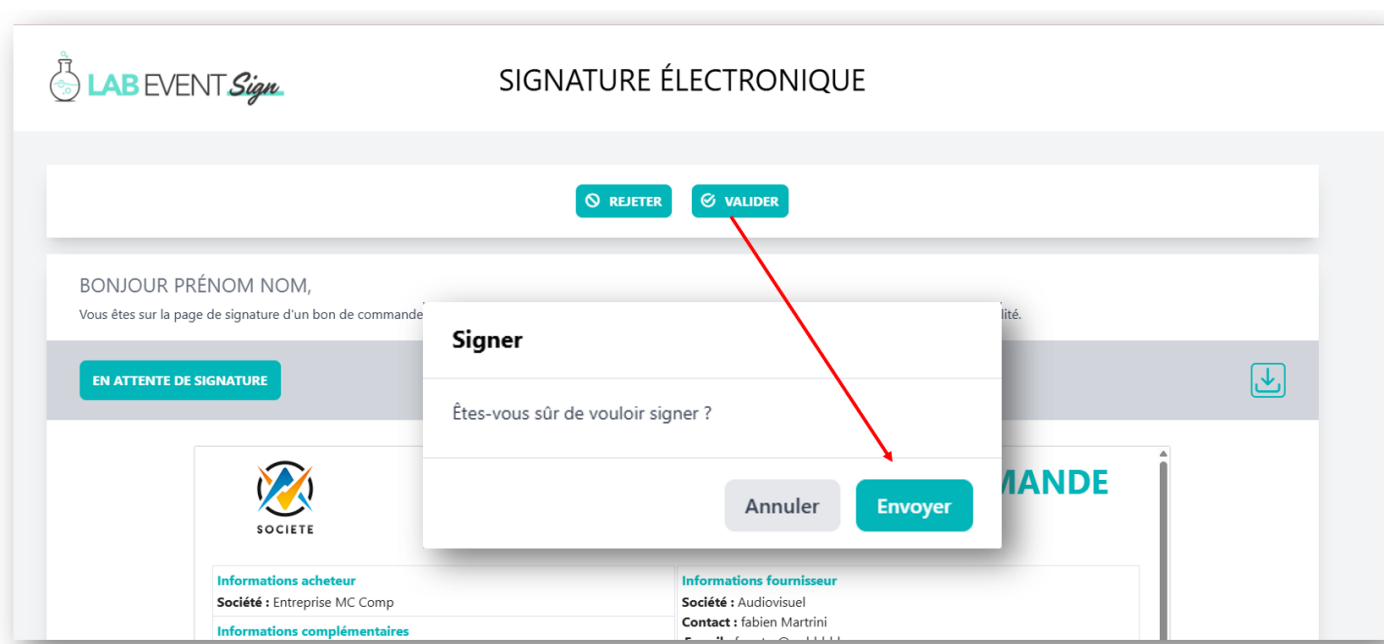 LAB EVENT Sign
SIGNATURE ÉLECTRONIQUE
REJETER
VALIDER
BONJOUR PRÉNOM NOM,
Vous êtes sur la page de signature d'un bon de commande
lité.
EN ATTENTE DE SIGNATURE
Signer
Êtes-vous sûr de vouloir signer ?
Annuler
Envoyer
MANDE
SOCIETE
Informations acheteur
Société : Entreprise MC Comp
Informations complémentaires
Informations fournisseur
Société : Audiovisuel
Contact : fabien Martrini